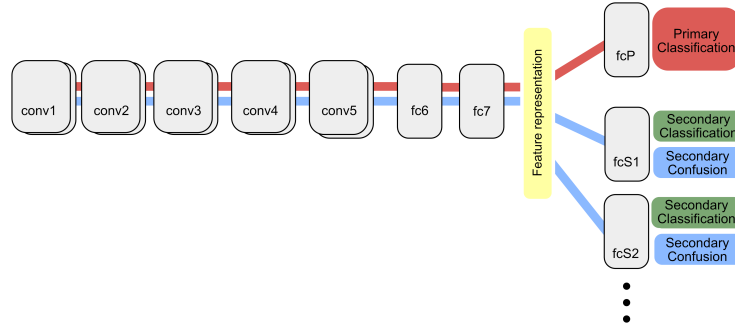 conv1
conv2
conv3
conv4
conv5
fc6
fc7
Feature representation
fcP
Primary
Classification
fcS1
Secondary
Classification
Secondary
Confusion
fcS2
Secondary
Classification
Secondary
Confusion